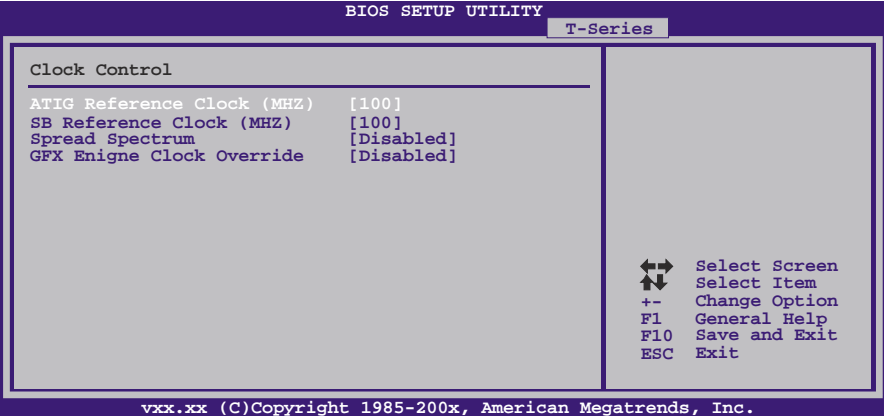 BIOS SETUP UTILITY
T-Series
Clock Control
ATIG Reference Clock (MHZ) [100]
SB Reference Clock (MHZ) [100]
Spread Spectrum [Disabled]
GFX Enigne Clock Override [Disabled]
Select Screen
Select Item
+- Change Option
F1 General Help
F10 Save and Exit
ESC Exit
vxx.xx (C)Copyright 1985-200x, American Megatrends, Inc.